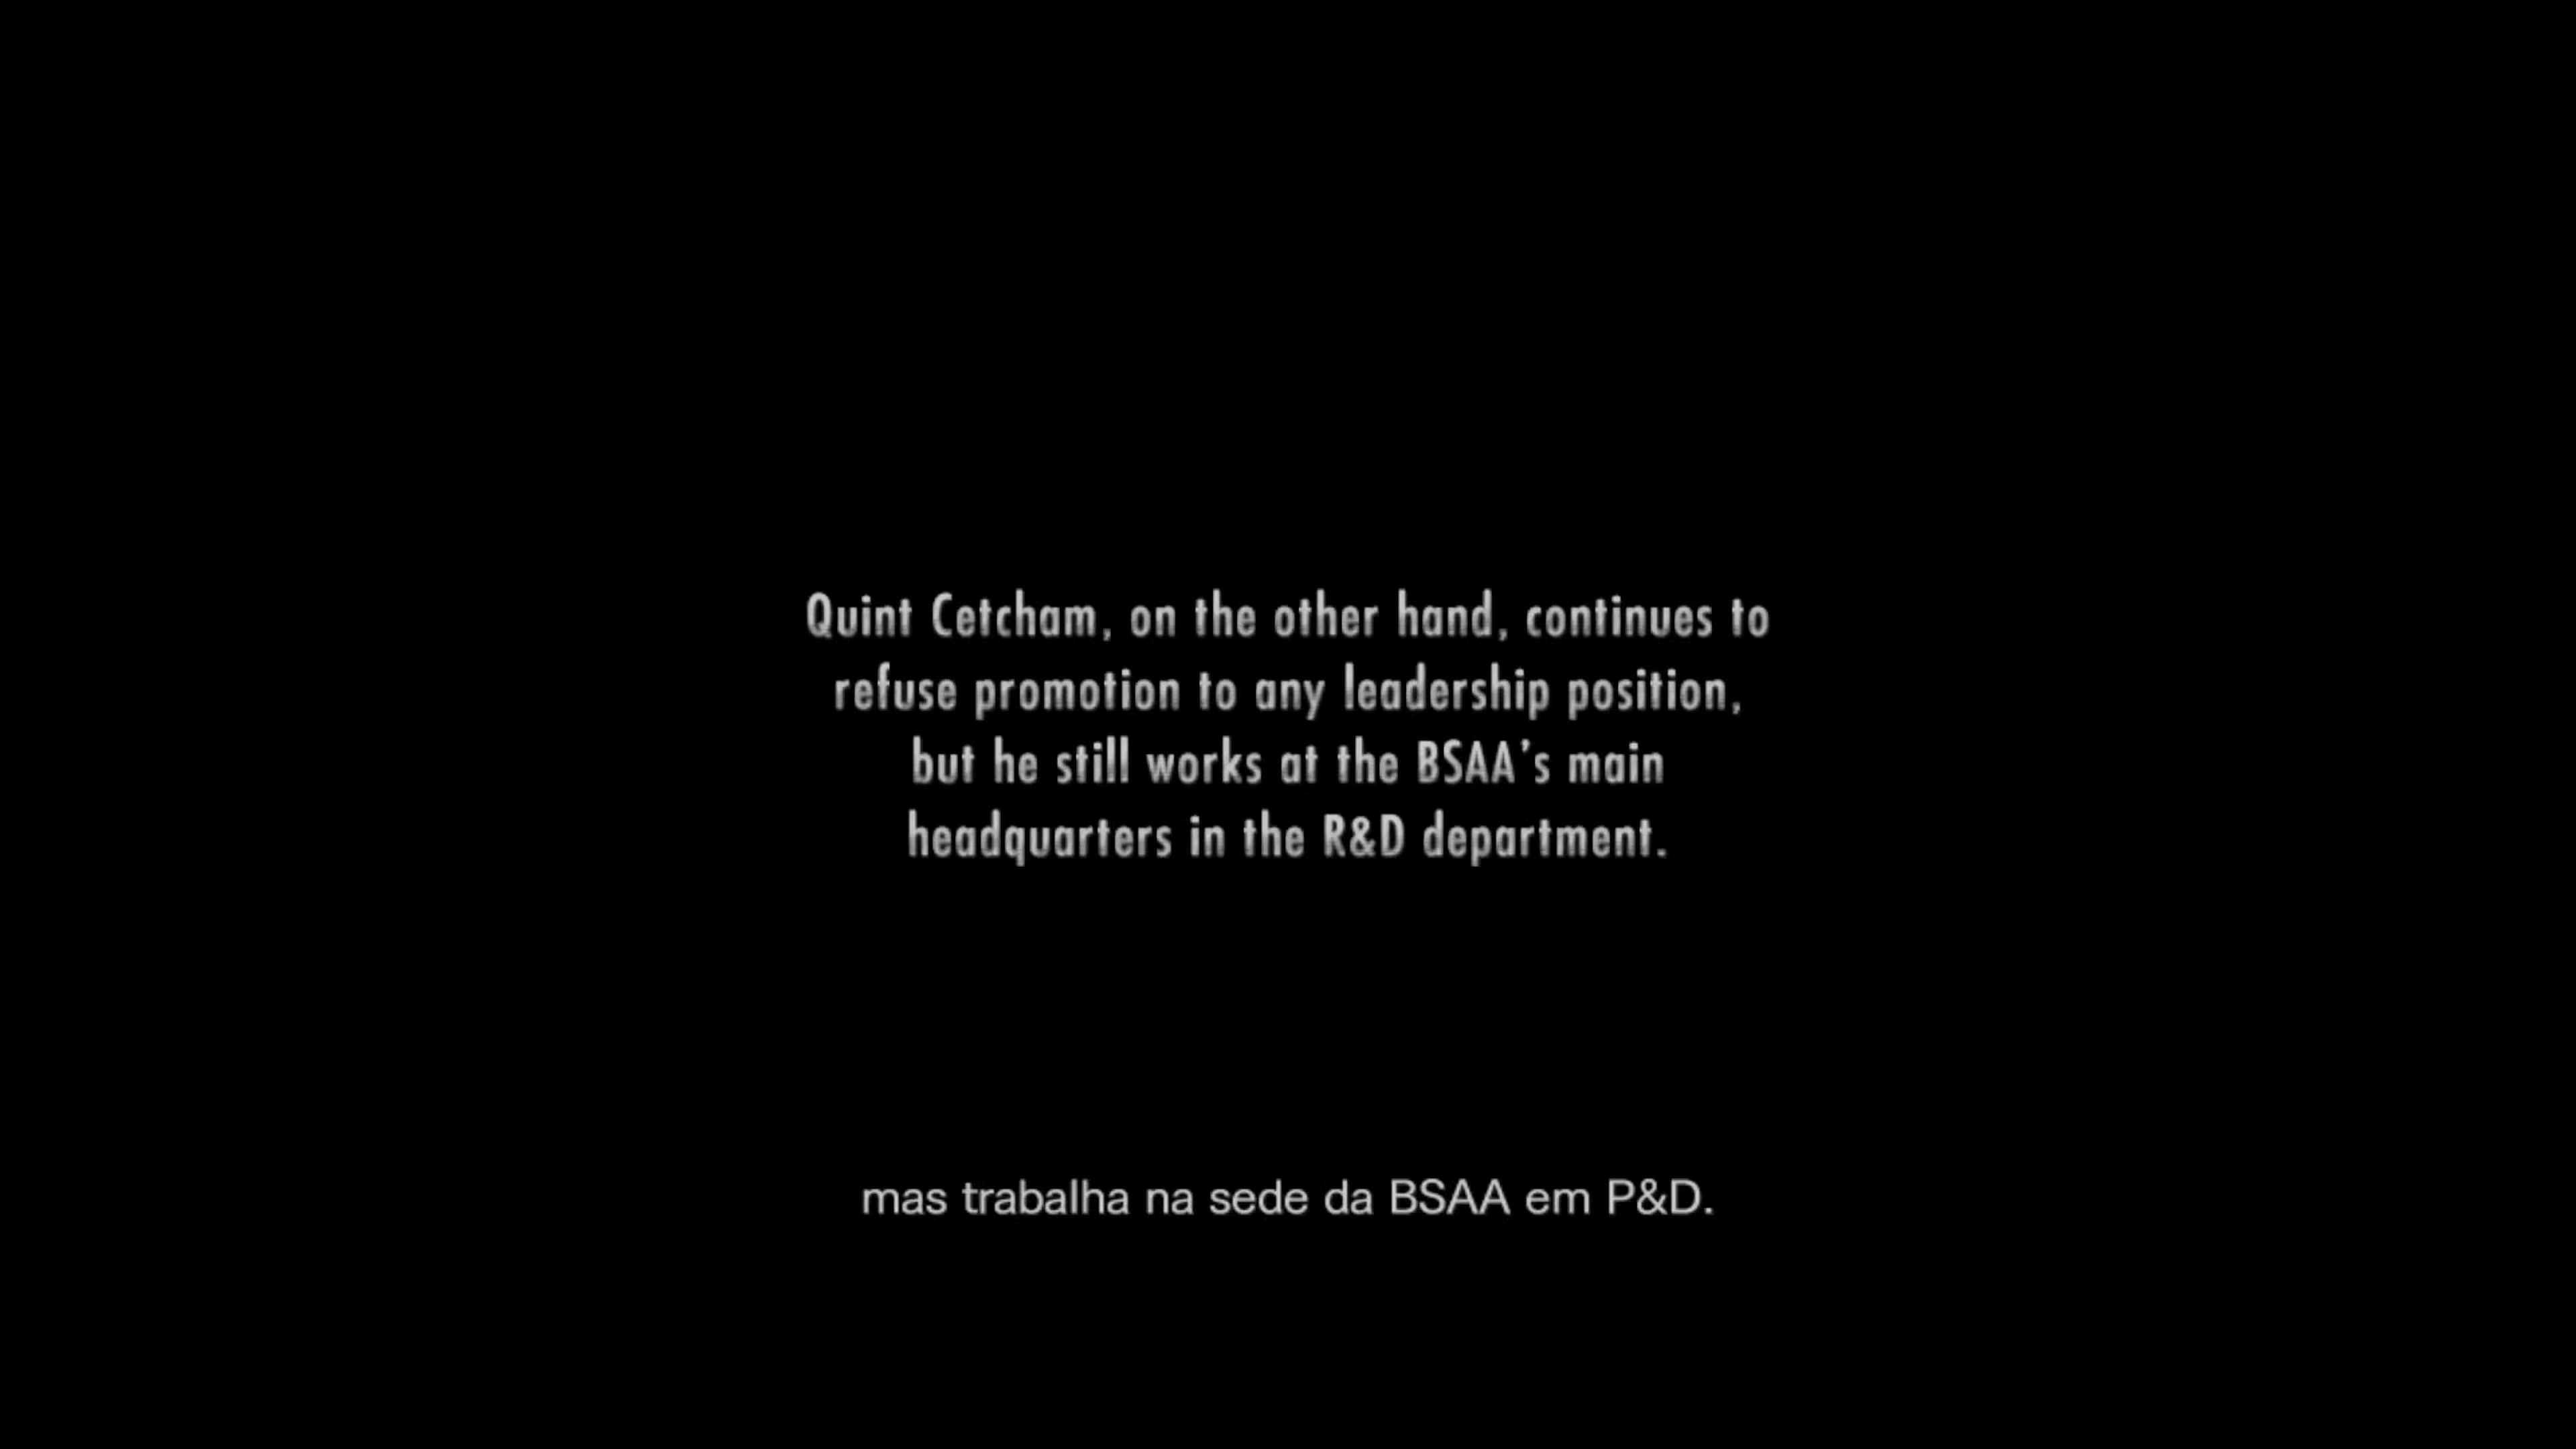 Quint Cetcham, on the other hand, continues to
refuse promotion to any leadership position,
but he still works at the BSAA’s main
headquarters in the R&D department.
mas trabalha na sede da BSAA em P&D.